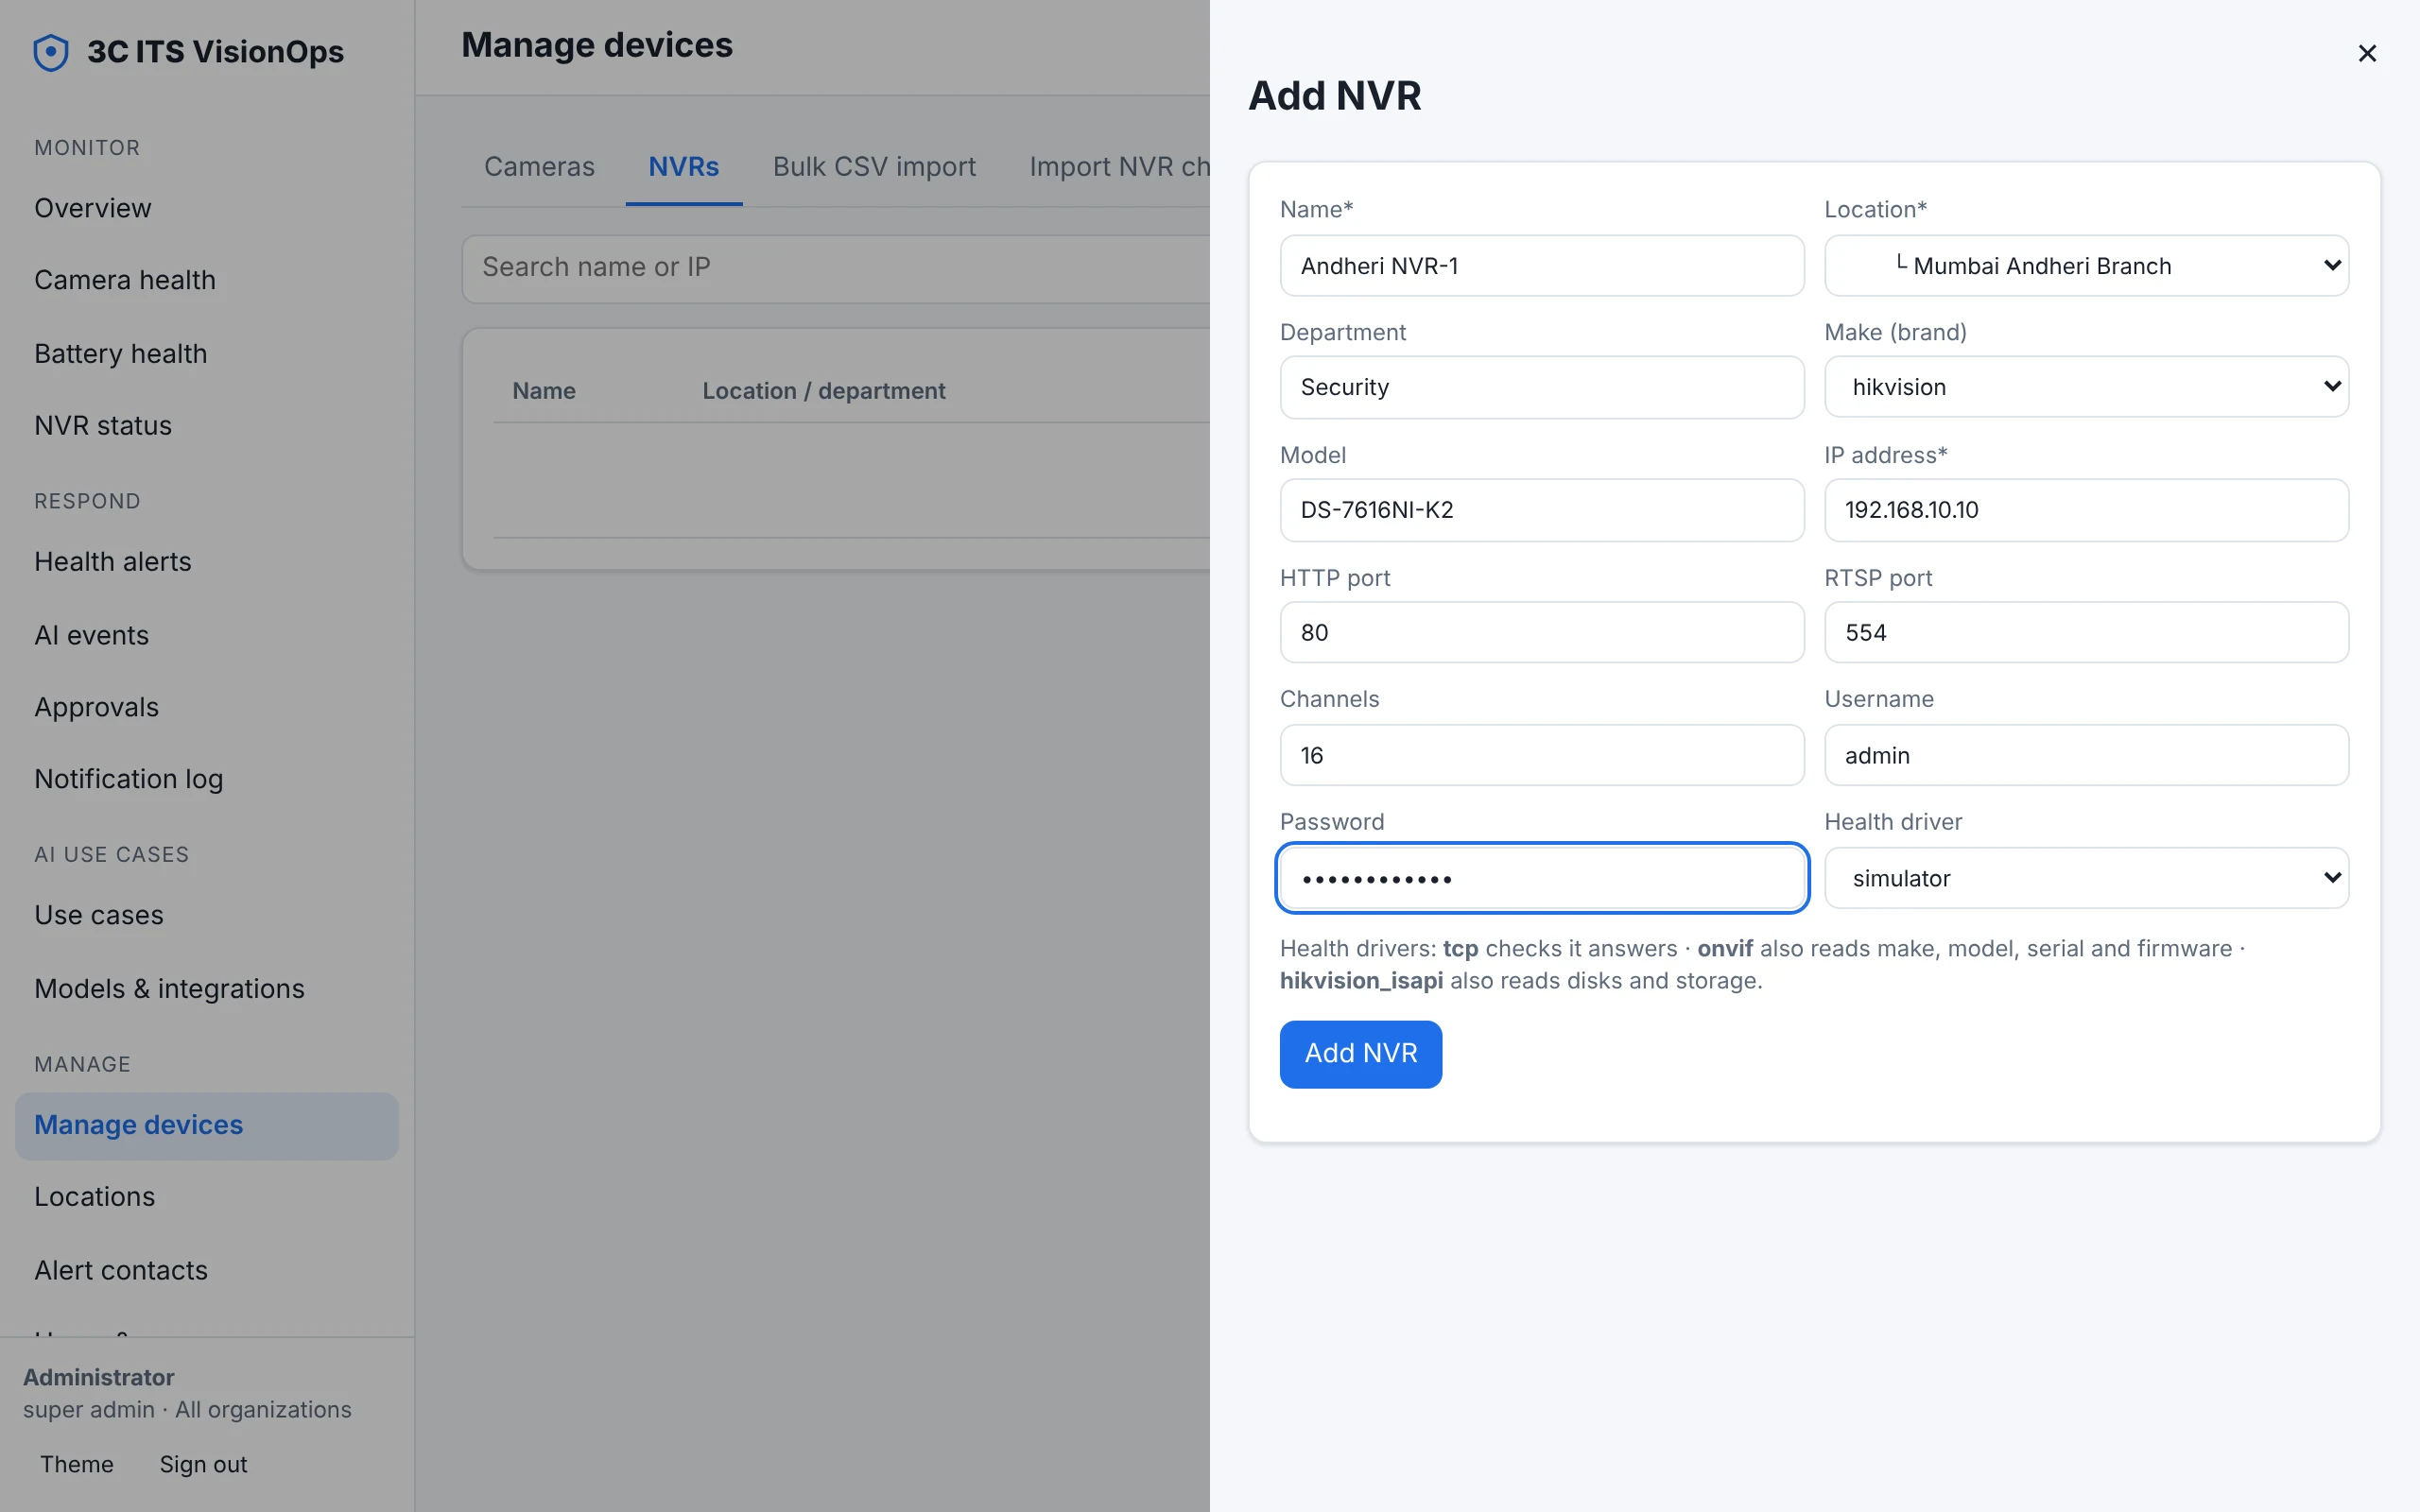 3C ITS VisionOps
MONITOR
Overview
Camera health
Battery health
NVR status
RESPOND
Health alerts
AI events
Approvals
Notification log
AI USE CASES
Use cases
Models & integrations
MANAGE
Manage devices
Locations
Alert contacts
Administrator
super admin · All organizations
Theme Sign out
Manage devices
Cameras NVRs Bulk CSV import Import NVR ch
Search name or IP
Name Location / department
Add NVR
Name* Location*
Andheri NVR-1 └ Mumbai Andheri Branch
Department Make (brand)
Security hikvision
Model IP address*
DS-7616NI-K2 192.168.10.10
HTTP port RTSP port
80 554
Channels Username
16 admin
Password Health driver
•••••••••••• simulator
Health drivers: tcp checks it answers · onvif also reads make, model, serial and firmware ·
hikvision_isapi also reads disks and storage.
Add NVR